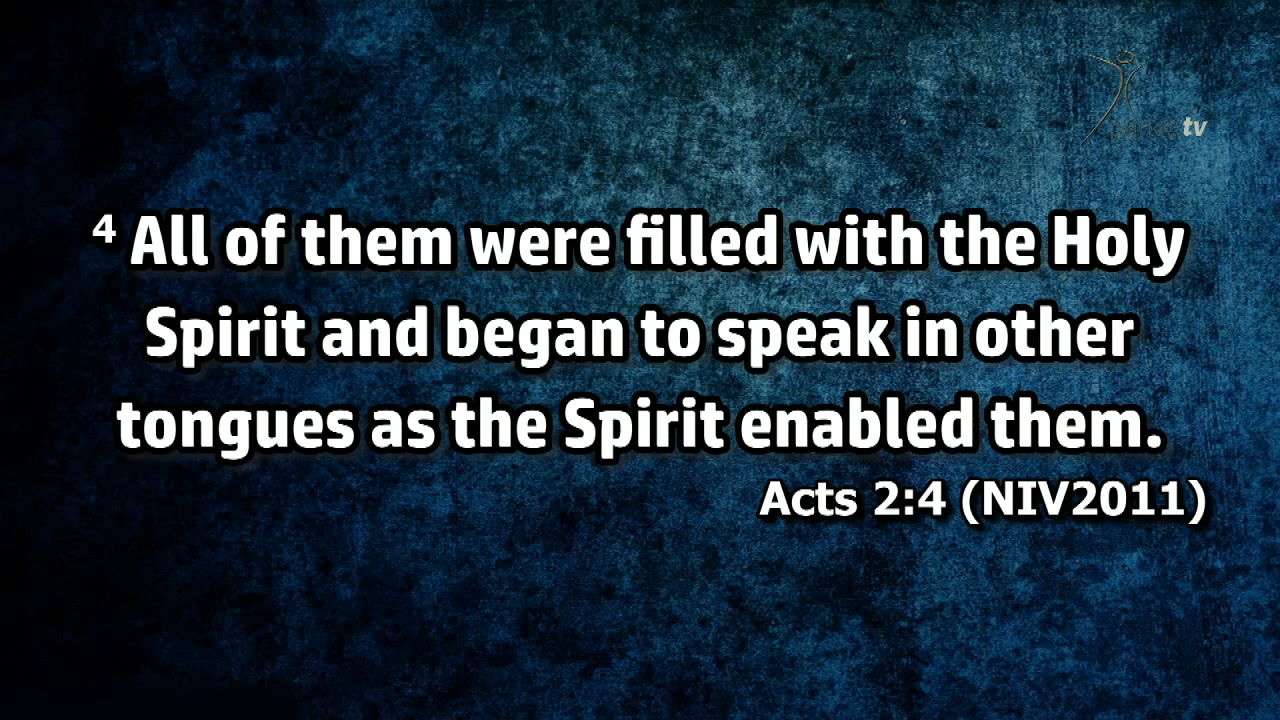 tv
⁴ All of them were filled with the Holy
Spirit and began to speak in other
tongues as the Spirit enabled them.
Acts 2:4 (NIV2011)